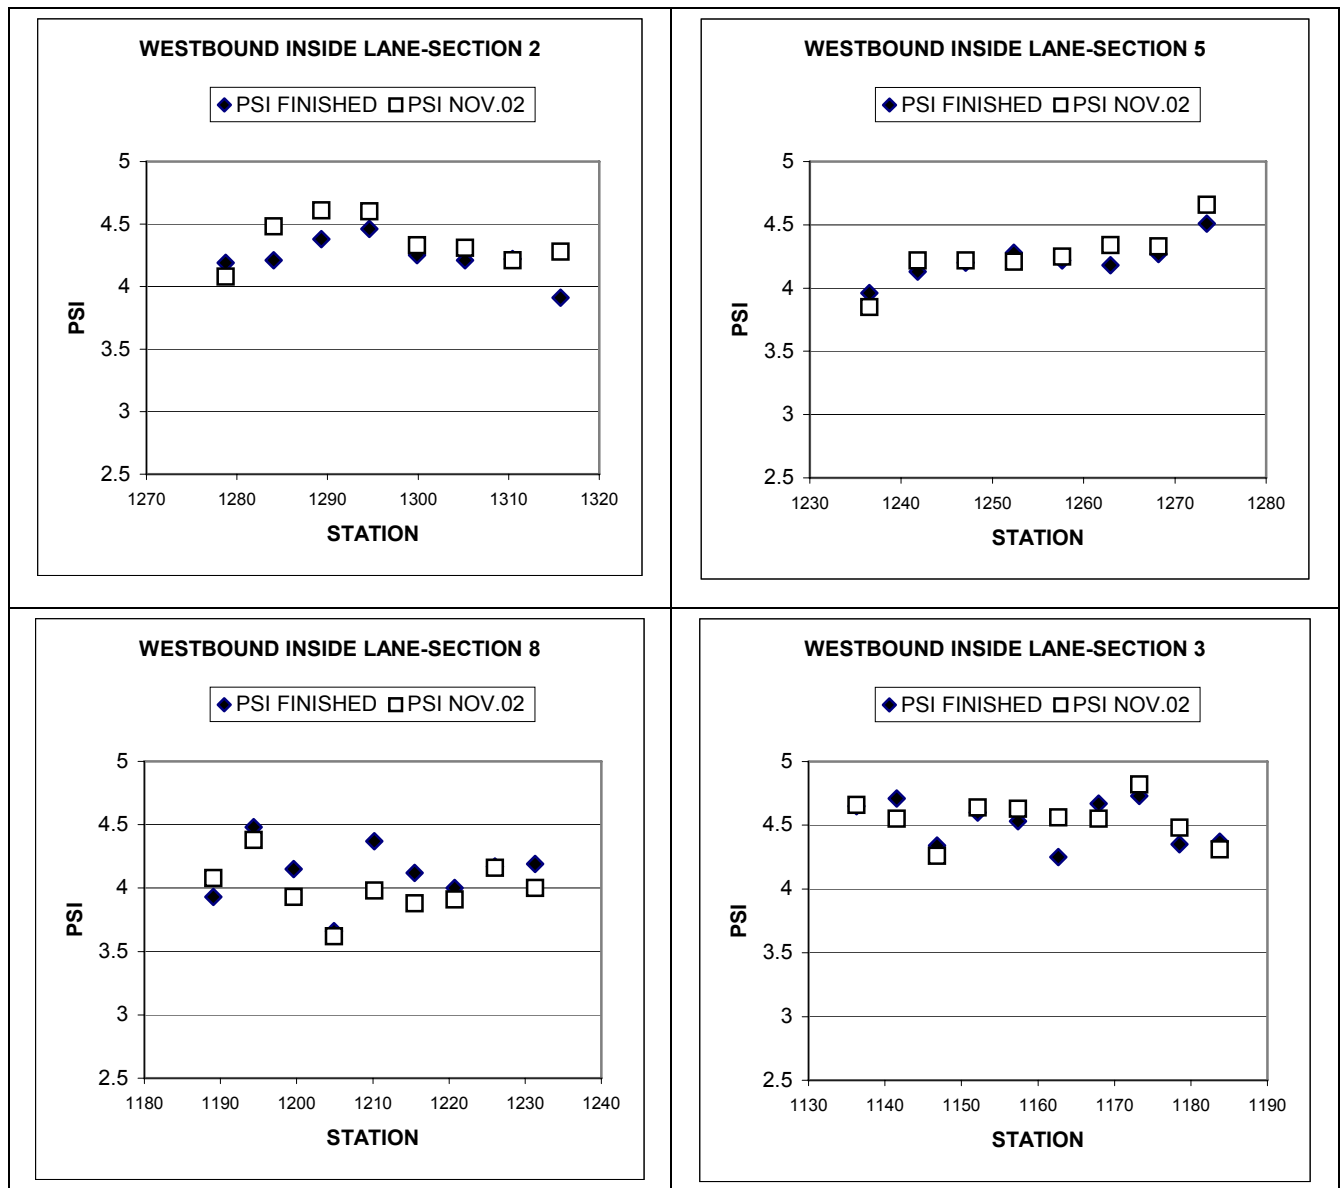 WESTBOUND INSIDE LANE-SECTION 2
PSI FINISHED PSI NOV.02
5
4.5
4
3.5
3
2.5
PSI
1270 1280 1290 1300 1310 1320
STATION
WESTBOUND INSIDE LANE-SECTION 5
PSI FINISHED PSI NOV.02
5
4.5
4
3.5
3
2.5
PSI
1230 1240 1250 1260 1270 1280
STATION
WESTBOUND INSIDE LANE-SECTION 8
PSI FINISHED PSI NOV.02
5
4.5
4
3.5
3
2.5
PSI
1180 1190 1200 1210 1220 1230 1240
STATION
WESTBOUND INSIDE LANE-SECTION 3
PSI FINISHED PSI NOV.02
5
4.5
4
3.5
3
2.5
PSI
1130 1140 1150 1160 1170 1180 1190
STATION